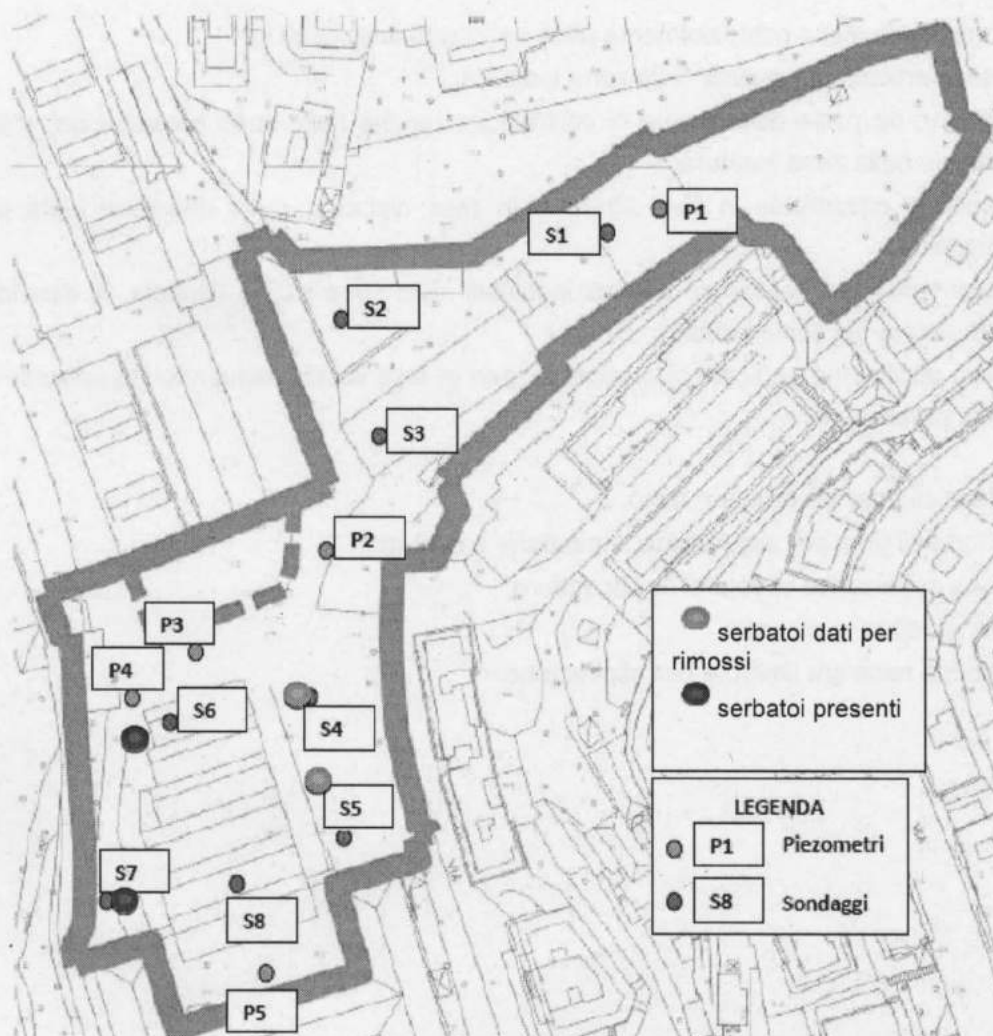 P1
S1
S2
S3
P2
P3
P4
S6
S4
S5
S7
S8
P5
serbatoi dati per
rimossi
serbatoi presenti
LEGENDA
P1 Piezometri
S8 Sondaggi